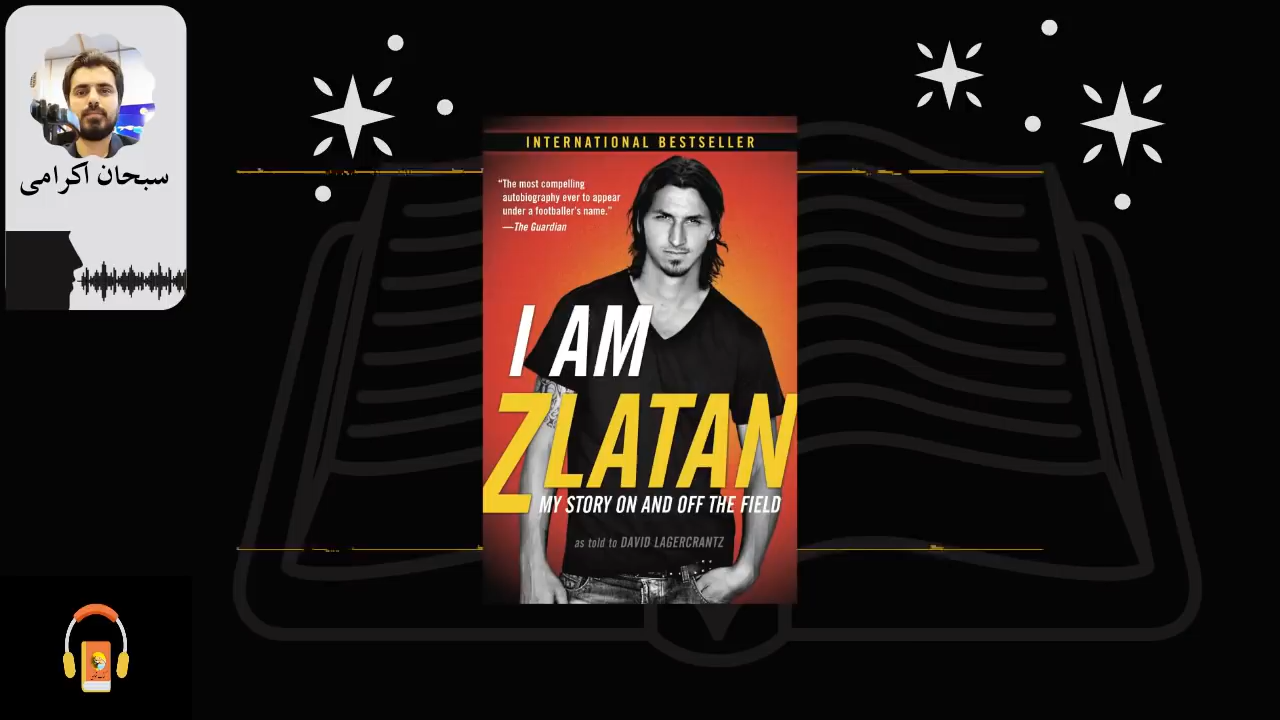 سبحان اکرامی
INTERNATIONAL BESTSELLER
“The most compelling
autobiography ever to appear
under a footballer’s name.”
—The Guardian
I AM
ZLATAN
MY STORY ON AND OFF THE FIELD
as told to DAVID LAGERCRANTZ